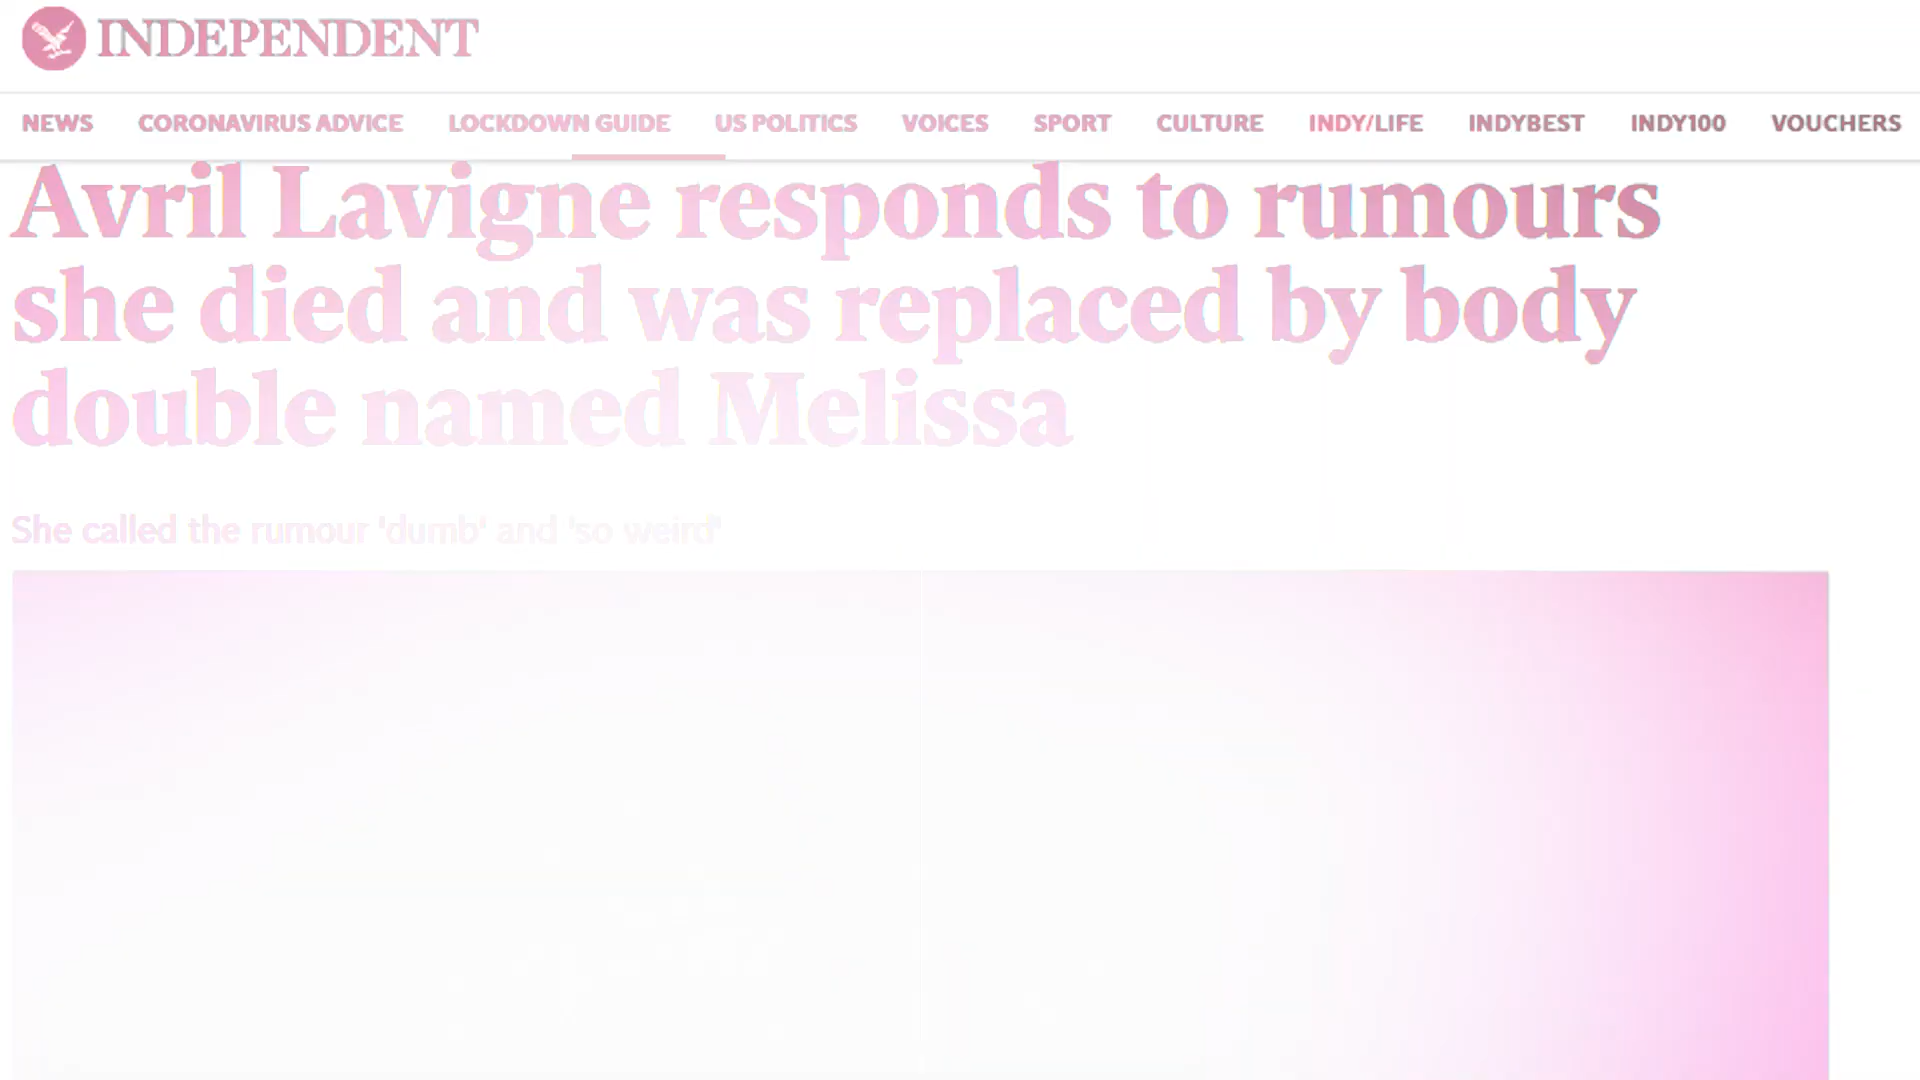 INDEPENDENT
NEWS CORONAVIRUS ADVICE LOCKDOWN GUIDE US POLITICS VOICES SPORT CULTURE INDY/LIFE INDYBEST INDY100 VOUCHERS
Avril Lavigne responds to rumours
she died and was replaced by body
double named Melissa
She called the rumour 'dumb' and 'so weird'